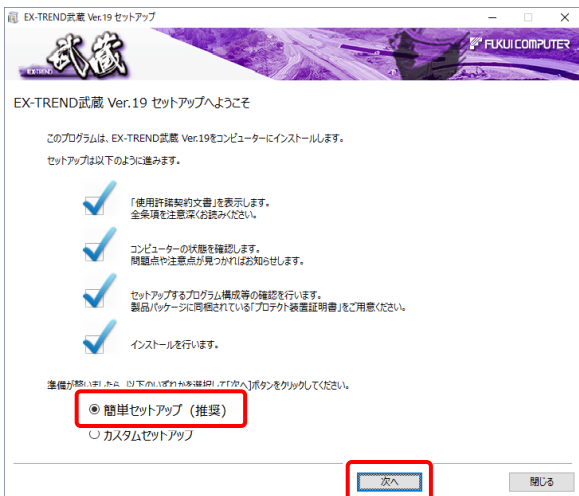 EX-TREND武蔵 Ver.19 セットアップ
武蔵
EX-TREND
FUKUI COMPUTER
EX-TREND武蔵 Ver.19 セットアップへようこそ
このプログラムは、EX-TREND武蔵 Ver.19をコンピューターにインストールします。
セットアップは以下のように進みます。
「使用許諾契約文書」を表示します。
全条項を注意深くお読みください。
コンピューターの状態を確認します。
問題点や注意点が見つかればお知らせします。
セットアップするプログラム構成等の確認を行います。
製品パッケージに同梱されている「プロテクト装置証明書」をご用意ください。
インストールを行います。
準備が整いましたら、以下のいずれかを選択して「次へ」ボタンをクリックしてください。
簡単セットアップ（推奨）
カスタムセットアップ
次へ
閉じる